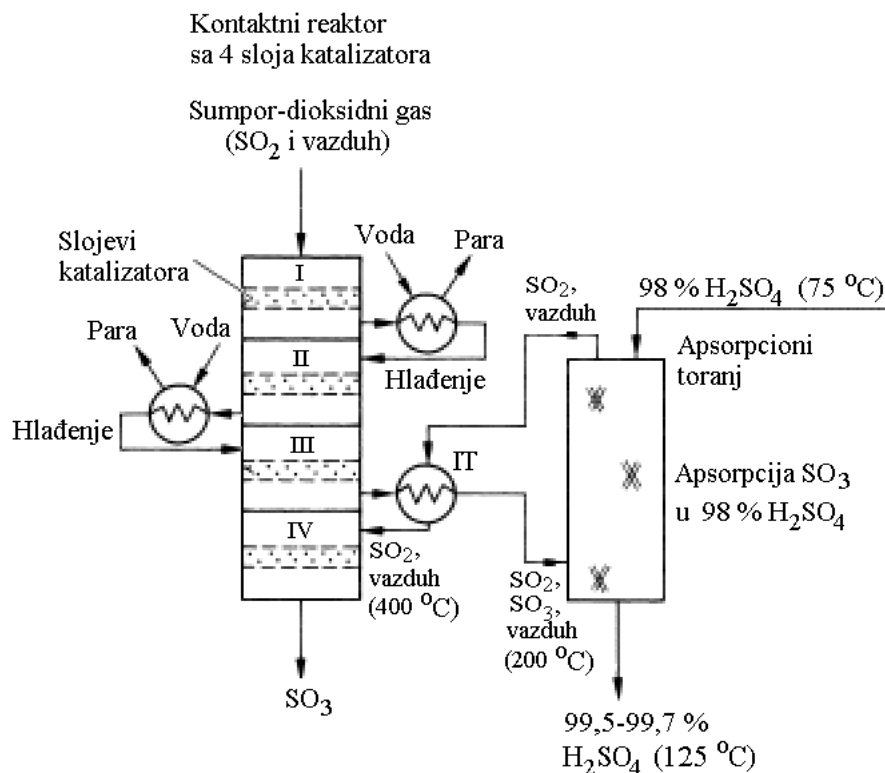 Kontaktni reaktor
sa 4 sloja katalizatora
Sumpor-dioksidni gas
(SO₂ i vazduh)
Slojevi
katalizatora
Voda
Para
I
SO₂,
vazduh
98 % H₂SO₄ (75 °C)
Para
Voda
II
Hlađenje
Apsorpcioni
toranj
Hlađenje
III
IT
Apsorpcija SO₃
u 98 % H₂SO₄
IV
SO₂,
vazduh
(400 °C)
SO₂,
SO₃,
vazduh
(200 °C)
SO₃
99,5-99,7 %
H₂SO₄ (125 °C)